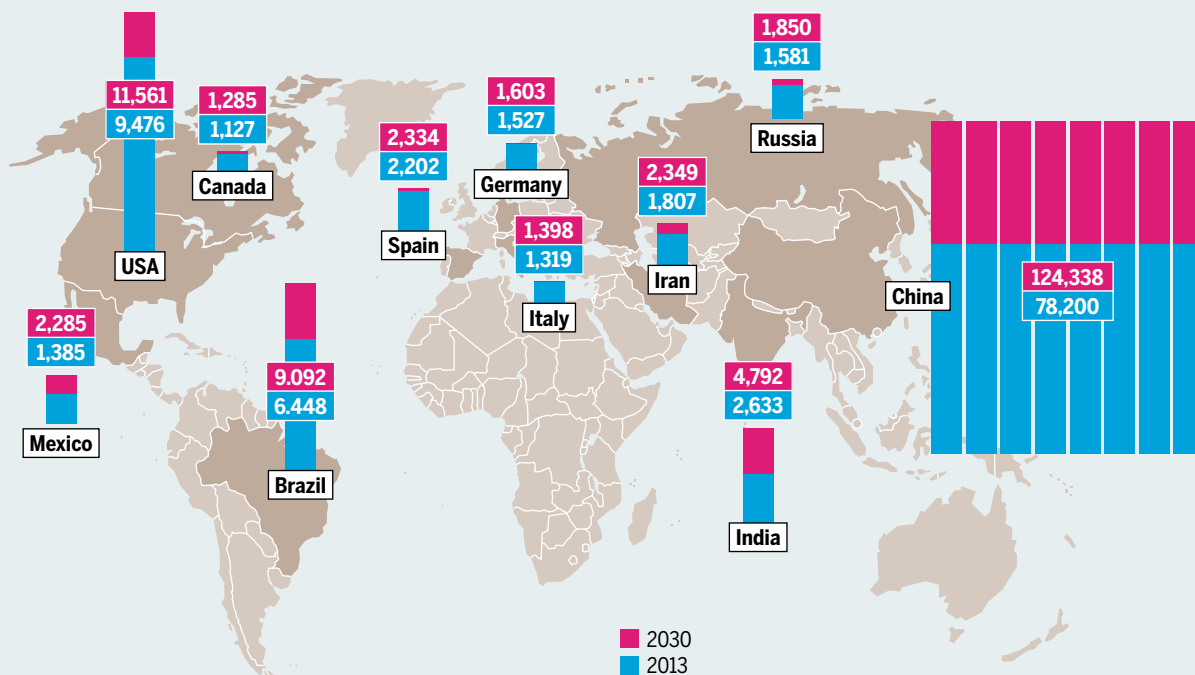 1,850
1,581
Russia
11,561
9,476
USA
1,285
1,127
Canada
2,334
2,202
Spain
1,603
1,527
Germany
1,398
1,319
Italy
2,349
1,807
Iran
China
124,338
78,200
2,285
1,385
Mexico
9.092
6.448
Brazil
4,792
2,633
India
2030
2013